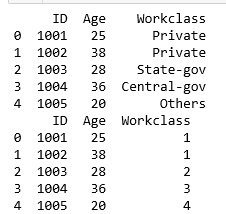 ID Age Workclass
0 1001 25 Private
1 1002 38 Private
2 1003 28 State-gov
3 1004 36 Central-gov
4 1005 20 Others
ID Age Workclass
0 1001 25 1
1 1002 38 1
2 1003 28 2
3 1004 36 3
4 1005 20 4